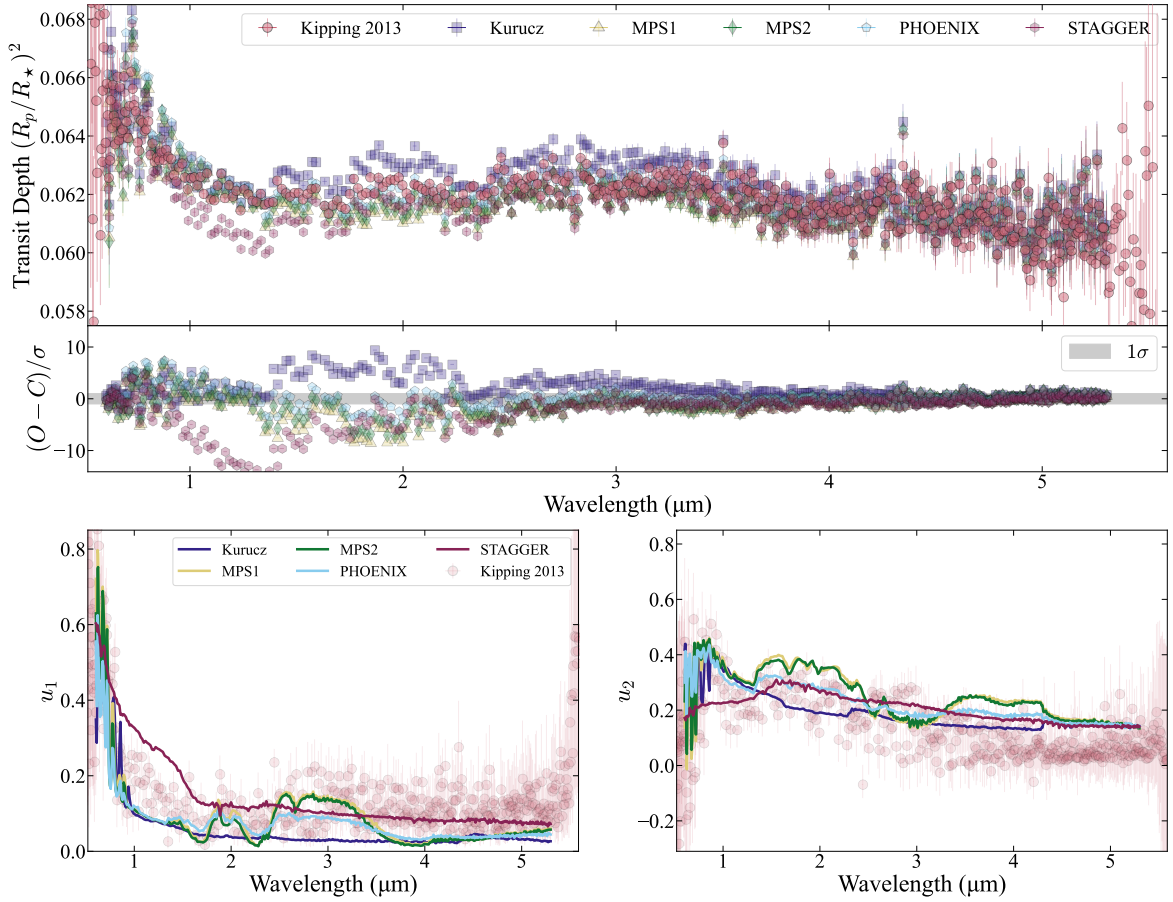 0.068
0.066
0.064
0.062
0.060
0.058
Transit Depth (R_p/R_★)^2
Kipping 2013 Kurucz MPS1 MPS2 PHOENIX STAGGER
10
0
−10
(O − C)/σ
1σ
1 2 3 4 5
Wavelength (μm)
0.8
0.6
0.4
0.2
0.0
u_1
Kurucz MPS2 STAGGER
MPS1 PHOENIX Kipping 2013
1 2 3 4 5
Wavelength (μm)
0.8
0.6
0.4
0.2
0.0
−0.2
u_2
1 2 3 4 5
Wavelength (μm)